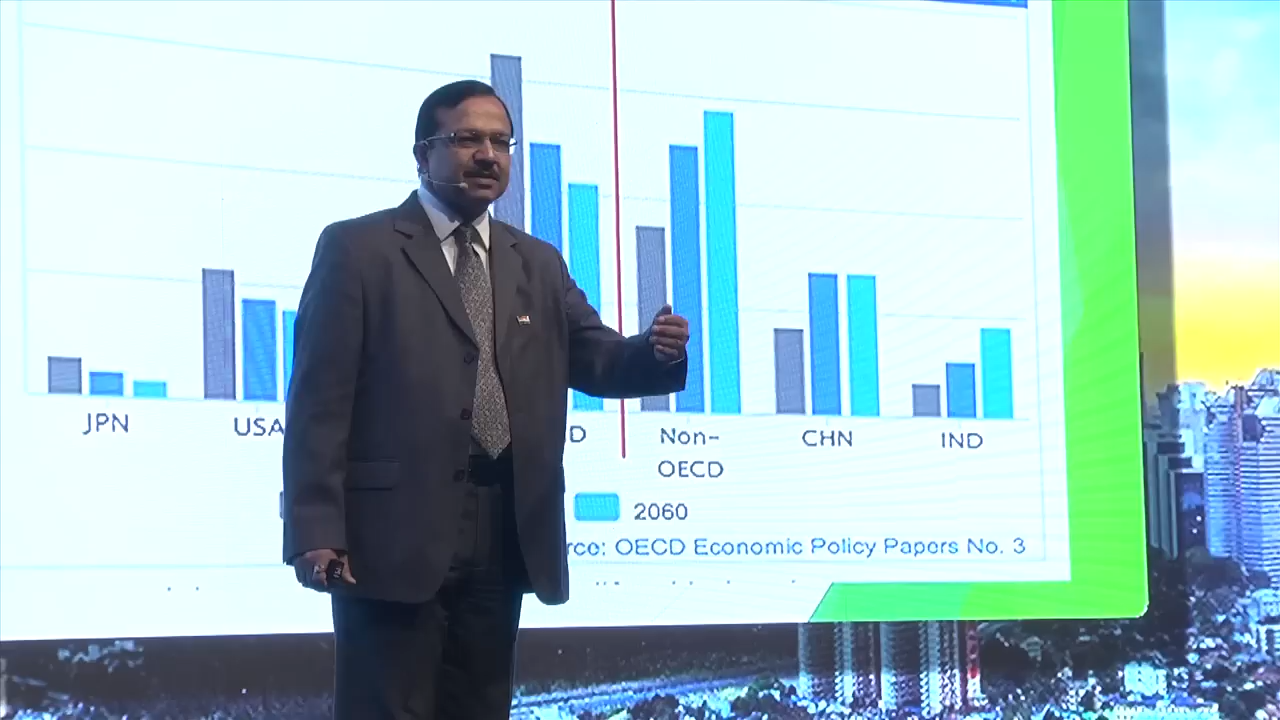 JPN
USA
D
Non-
OECD
CHN
IND
2060
rce: OECD Economic Policy Papers No. 3